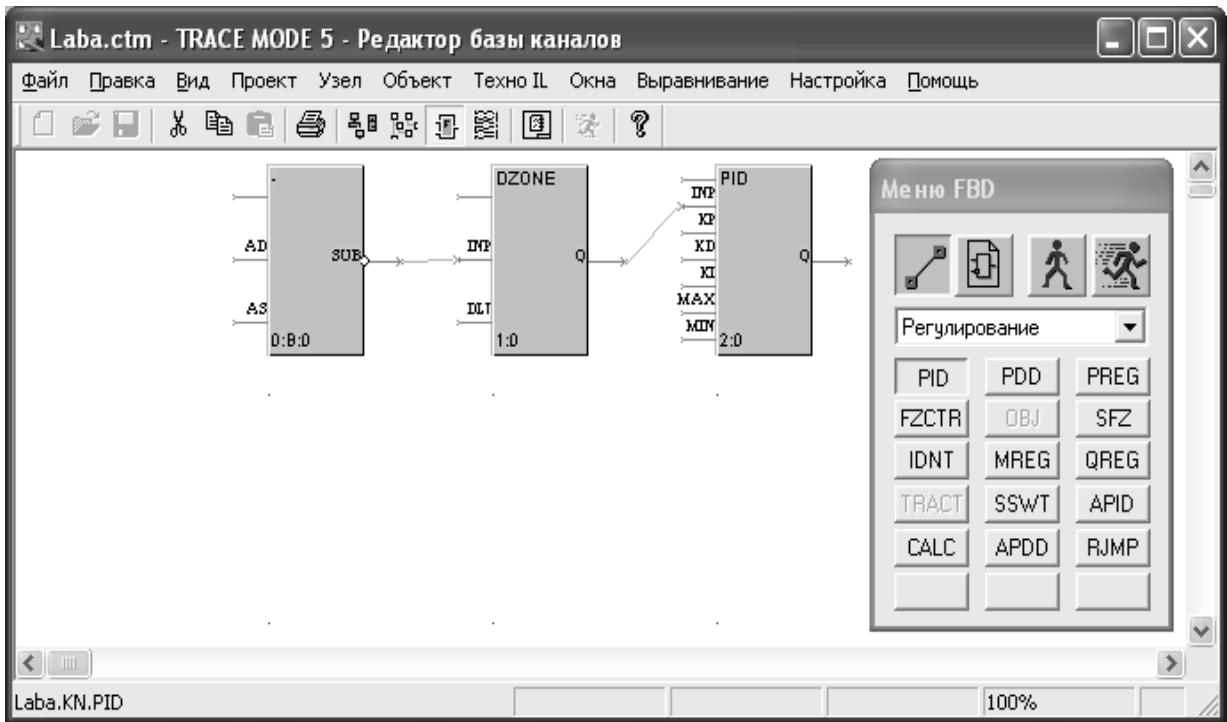 Laba.ctm - TRACE MODE 5 - Редактор базы каналов
Файл Правка Вид Проект Узел Объект Техно IL Окна Выравнивание Настройка Помощь
- DZONE PID
INP
KP
AD SUB INP Q KD Q
KI
AS DLT MAX
MIN
0:B:0 1:0 2:0
Меню FBD
Регулирование
PID PDD PREG
FZCTR OBJ SFZ
IDNT MREG QREG
TRACT SSWT APID
CALC APDD RJMP
Laba.KN.PID 100%